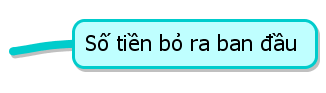 Số tiền bỏ ra ban đầu